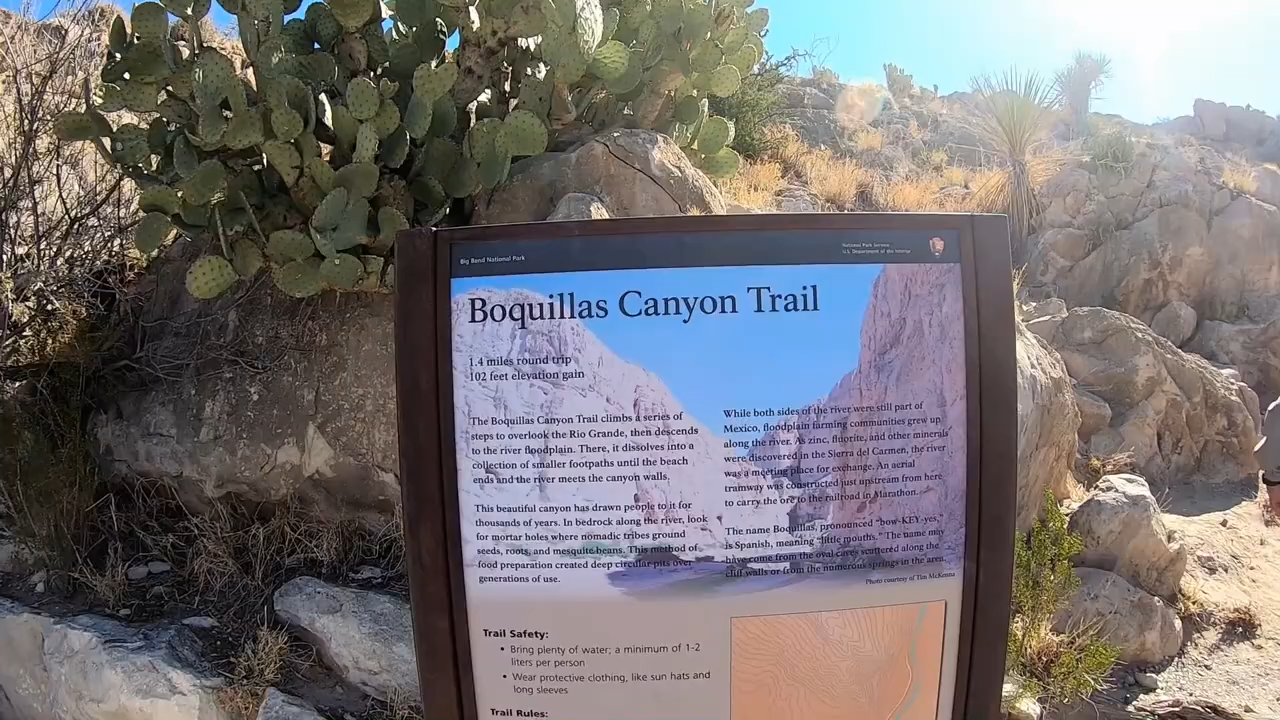 Big Bend National Park
National Park Service
U.S. Department of the Interior
Boquillas Canyon Trail
1.4 miles round trip
102 feet elevation gain
The Boquillas Canyon Trail climbs a series of
steps to overlook the Rio Grande, then descends
to the river floodplain. There, it dissolves into a
collection of smaller footpaths until the beach
ends and the river meets the canyon walls.
This beautiful canyon has drawn people to it for
thousands of years. In bedrock along the river, look
for mortar holes where nomadic tribes ground
seeds, roots, and mesquite beans. This method of
food preparation created deep circular pits over
generations of use.
While both sides of the river were still part of
Mexico, floodplain farming communities grew up
along the river. As zinc, fluorite, and other minerals
were discovered in the Sierra del Carmen, the river
was a meeting place for exchange. An aerial
tramway was constructed just upstream from here
to carry the ore to the railroad in Marathon.
The name Boquillas, pronounced "bow-KEY-yes,"
is Spanish, meaning "little mouths." The name may
have come from the oval caves scattered along the
cliff walls or from the numerous springs in the area.
Photo courtesy of Tim McKenna
Trail Safety:
• Bring plenty of water; a minimum of 1-2
liters per person
• Wear protective clothing, like sun hats and
long sleeves
Trail Rules: